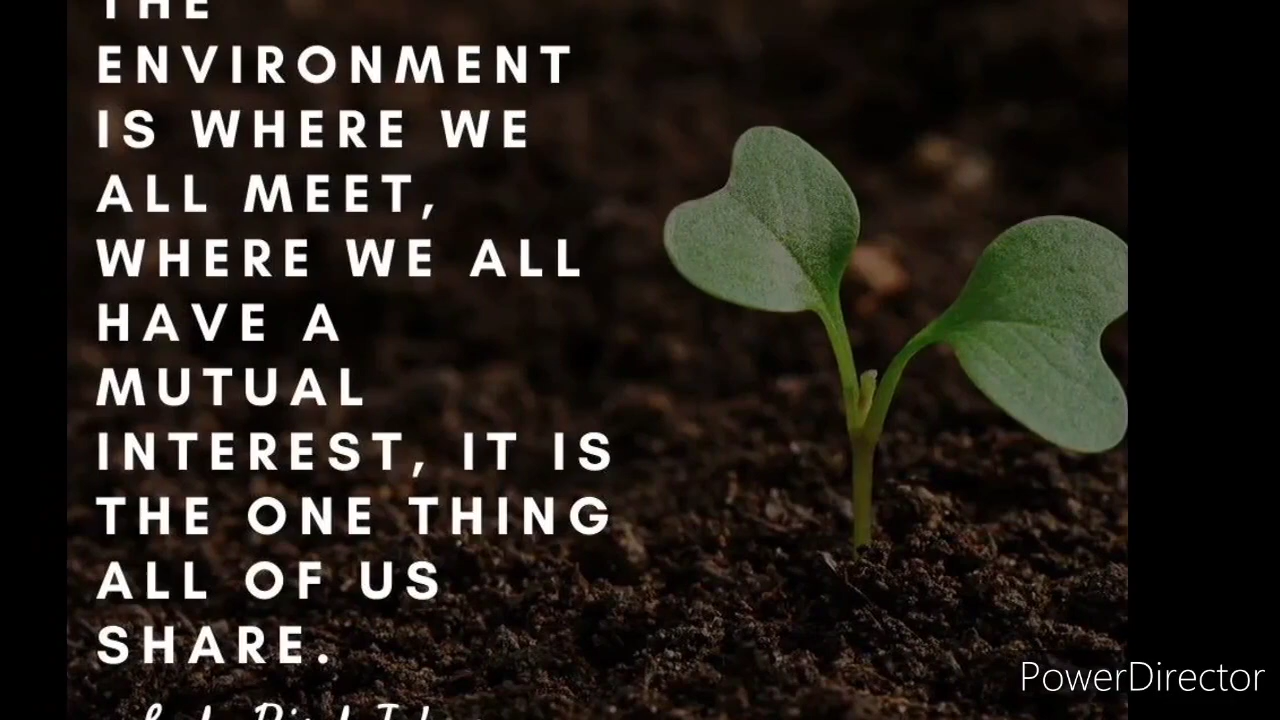 THE
ENVIRONMENT
IS WHERE WE
ALL MEET,
WHERE WE ALL
HAVE A
MUTUAL
INTEREST, IT IS
THE ONE THING
ALL OF US
SHARE.
PowerDirector